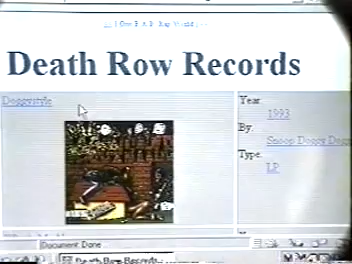 Death Row Records
Doggystyle
Year:
1993
By:
Snoop Doggy Dogg
Type:
LP
Document: Done
Death Row Records